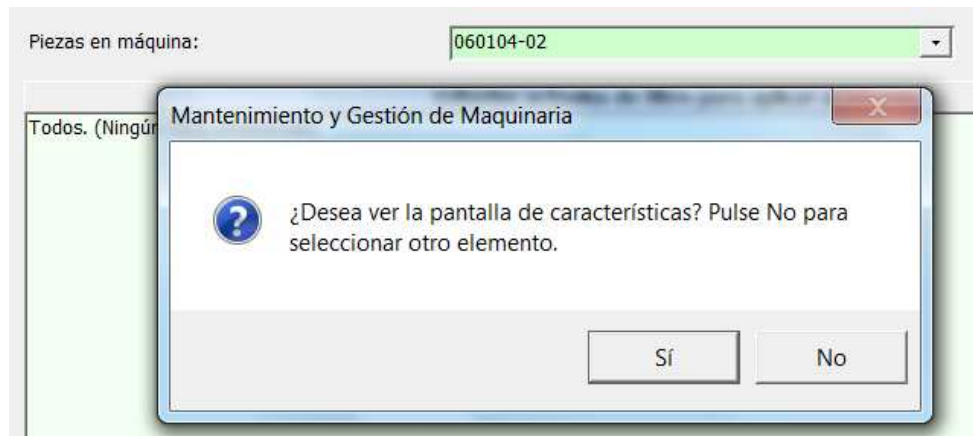 Piezas en máquina:
060104-02
Mantenimiento y Gestión de Maquinaria
X
Todos. (Ningún
¿Desea ver la pantalla de características? Pulse No para
seleccionar otro elemento.
Sí
No